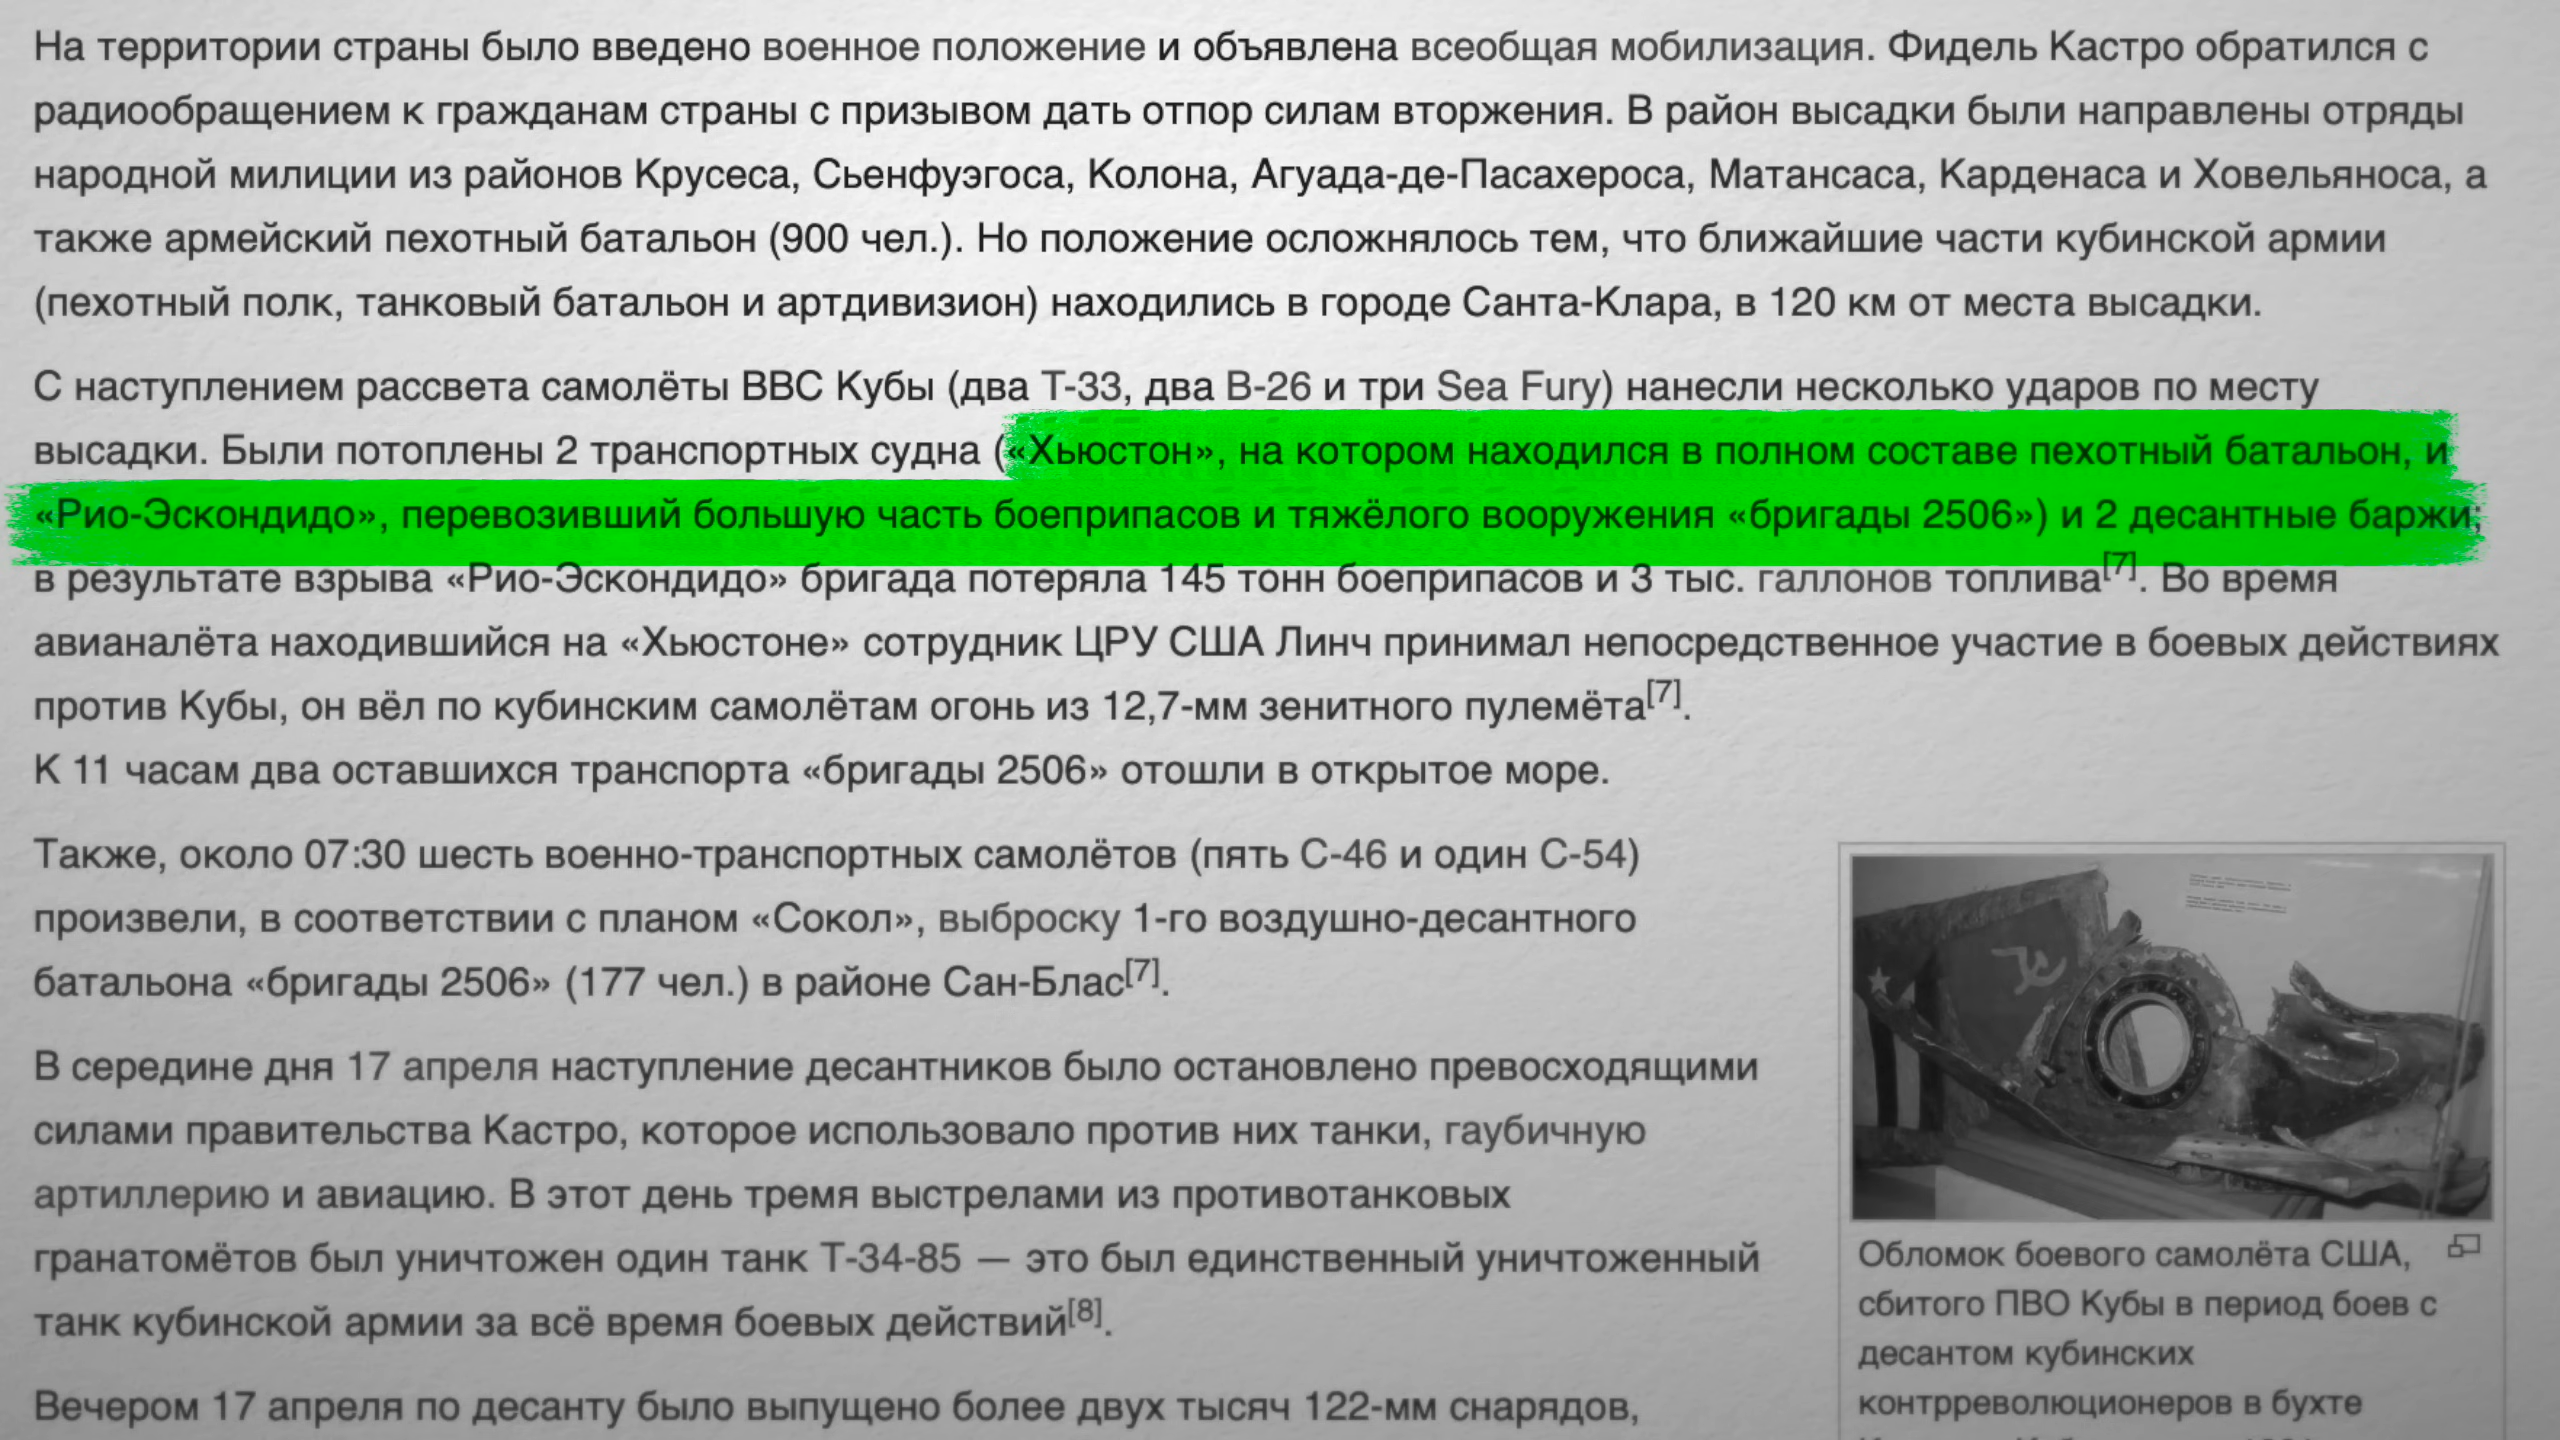 На территории страны было введено военное положение и объявлена всеобщая мобилизация. Фидель Кастро обратился с
радиообращением к гражданам страны с призывом дать отпор силам вторжения. В район высадки были направлены отряды
народной милиции из районов Крусеса, Сьенфуэгоса, Колона, Агуада-де-Пасахероса, Матансаса, Карденаса и Ховельяноса, а
также армейский пехотный батальон (900 чел.). Но положение осложнялось тем, что ближайшие части кубинской армии
(пехотный полк, танковый батальон и артдивизион) находились в городе Санта-Клара, в 120 км от места высадки.
С наступлением рассвета самолёты ВВС Кубы (два Т-33, два В-26 и три Sea Fury) нанесли несколько ударов по месту
высадки. Были потоплены 2 транспортных судна («Хьюстон», на котором находился в полном составе пехотный батальон, и
«Рио-Эскондидо», перевозивший большую часть боеприпасов и тяжёлого вооружения «бригады 2506») и 2 десантные баржи;
в результате взрыва «Рио-Эскондидо» бригада потеряла 145 тонн боеприпасов и 3 тыс. галлонов топлива[7]. Во время
авианалёта находившийся на «Хьюстоне» сотрудник ЦРУ США Линч принимал непосредственное участие в боевых действиях
против Кубы, он вёл по кубинским самолётам огонь из 12,7-мм зенитного пулемёта[7].
К 11 часам два оставшихся транспорта «бригады 2506» отошли в открытое море.
Также, около 07:30 шесть военно-транспортных самолётов (пять С-46 и один С-54)
произвели, в соответствии с планом «Сокол», выброску 1-го воздушно-десантного
батальона «бригады 2506» (177 чел.) в районе Сан-Блас[7].
В середине дня 17 апреля наступление десантников было остановлено превосходящими
силами правительства Кастро, которое использовало против них танки, гаубичную
артиллерию и авиацию. В этот день тремя выстрелами из противотанковых
гранатомётов был уничтожен один танк Т-34-85 — это был единственный уничтоженный
танк кубинской армии за всё время боевых действий[8].
Вечером 17 апреля по десанту было выпущено более двух тысяч 122-мм снарядов,
Обломок боевого самолёта США,
сбитого ПВО Кубы в период боев с
десантом кубинских
контрреволюционеров в бухте